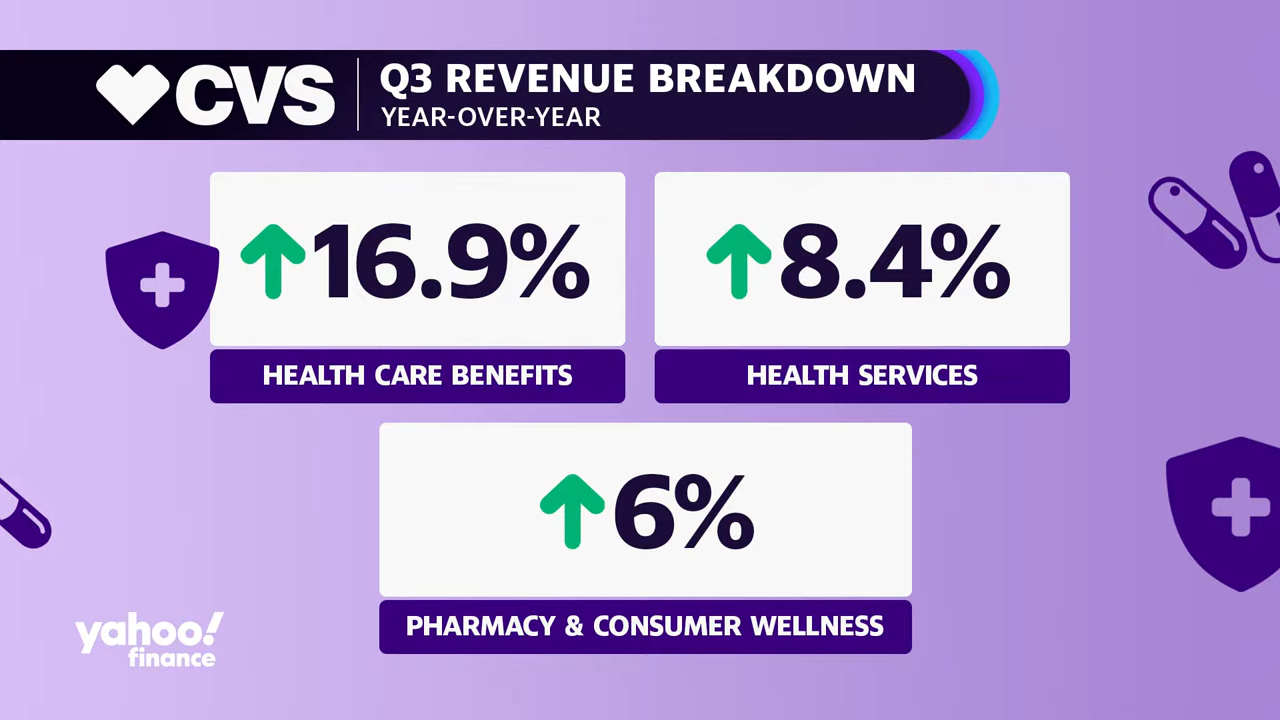 CVS
Q3 REVENUE BREAKDOWN
YEAR-OVER-YEAR
16.9%
HEALTH CARE BENEFITS
8.4%
HEALTH SERVICES
6%
PHARMACY & CONSUMER WELLNESS
yahoo!
finance